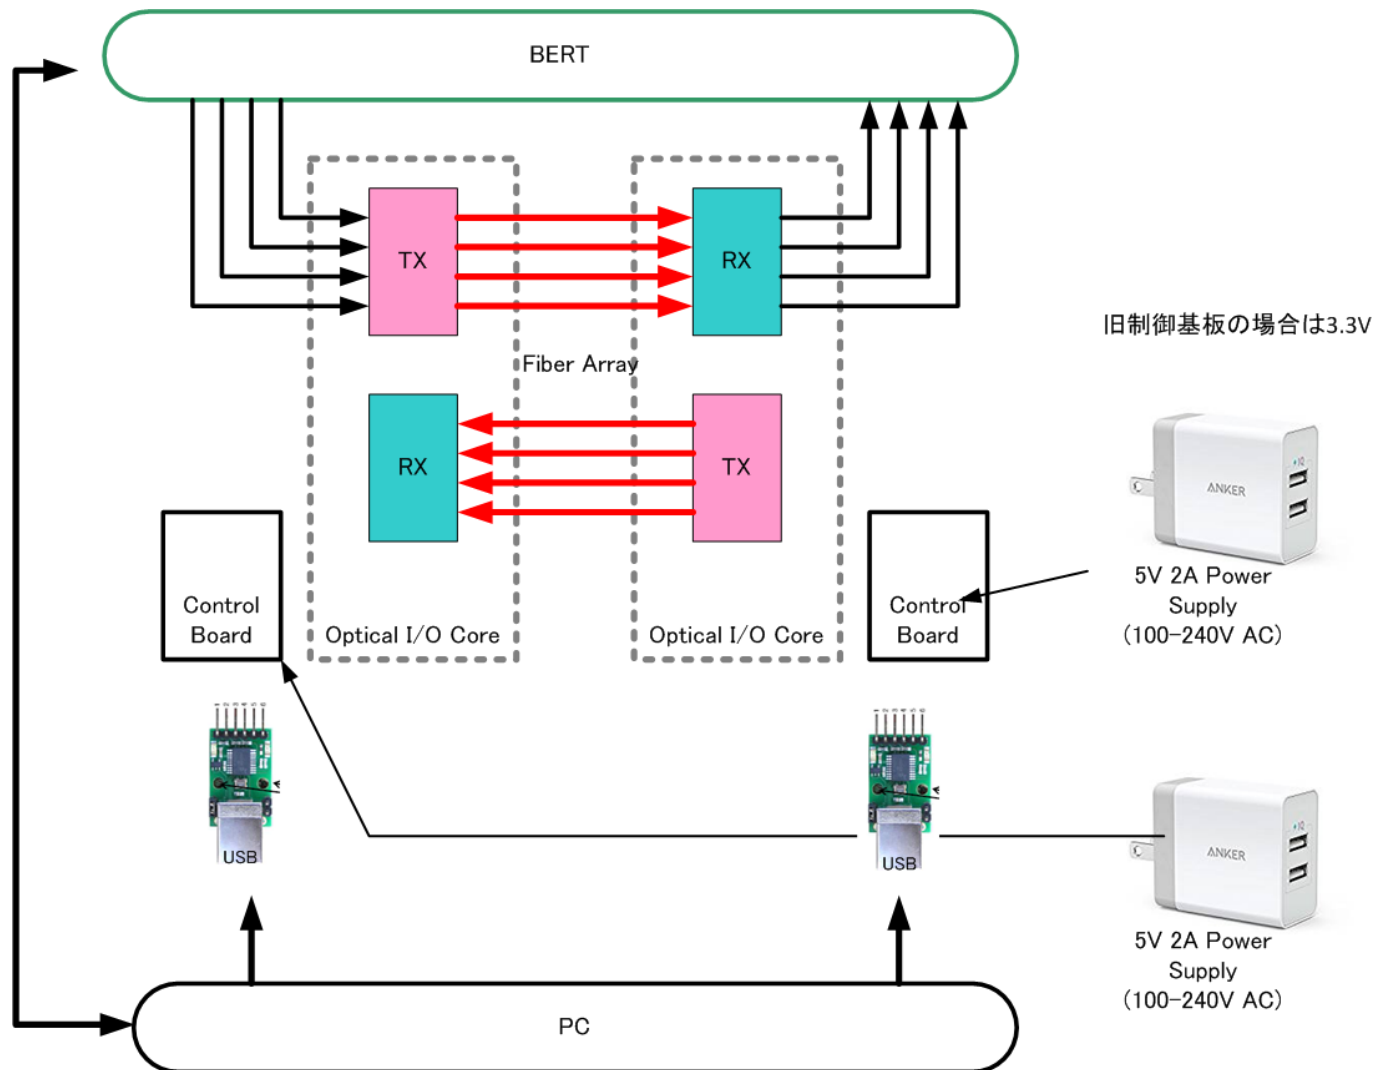 BERT
TX
RX
旧制御基板の場合は3.3V
Fiber Array
RX
TX
ANKER
5V 2A Power
Supply
(100-240V AC)
Control
Board
Optical I/O Core
Optical I/O Core
Control
Board
USB
USB
ANKER
5V 2A Power
Supply
(100-240V AC)
PC